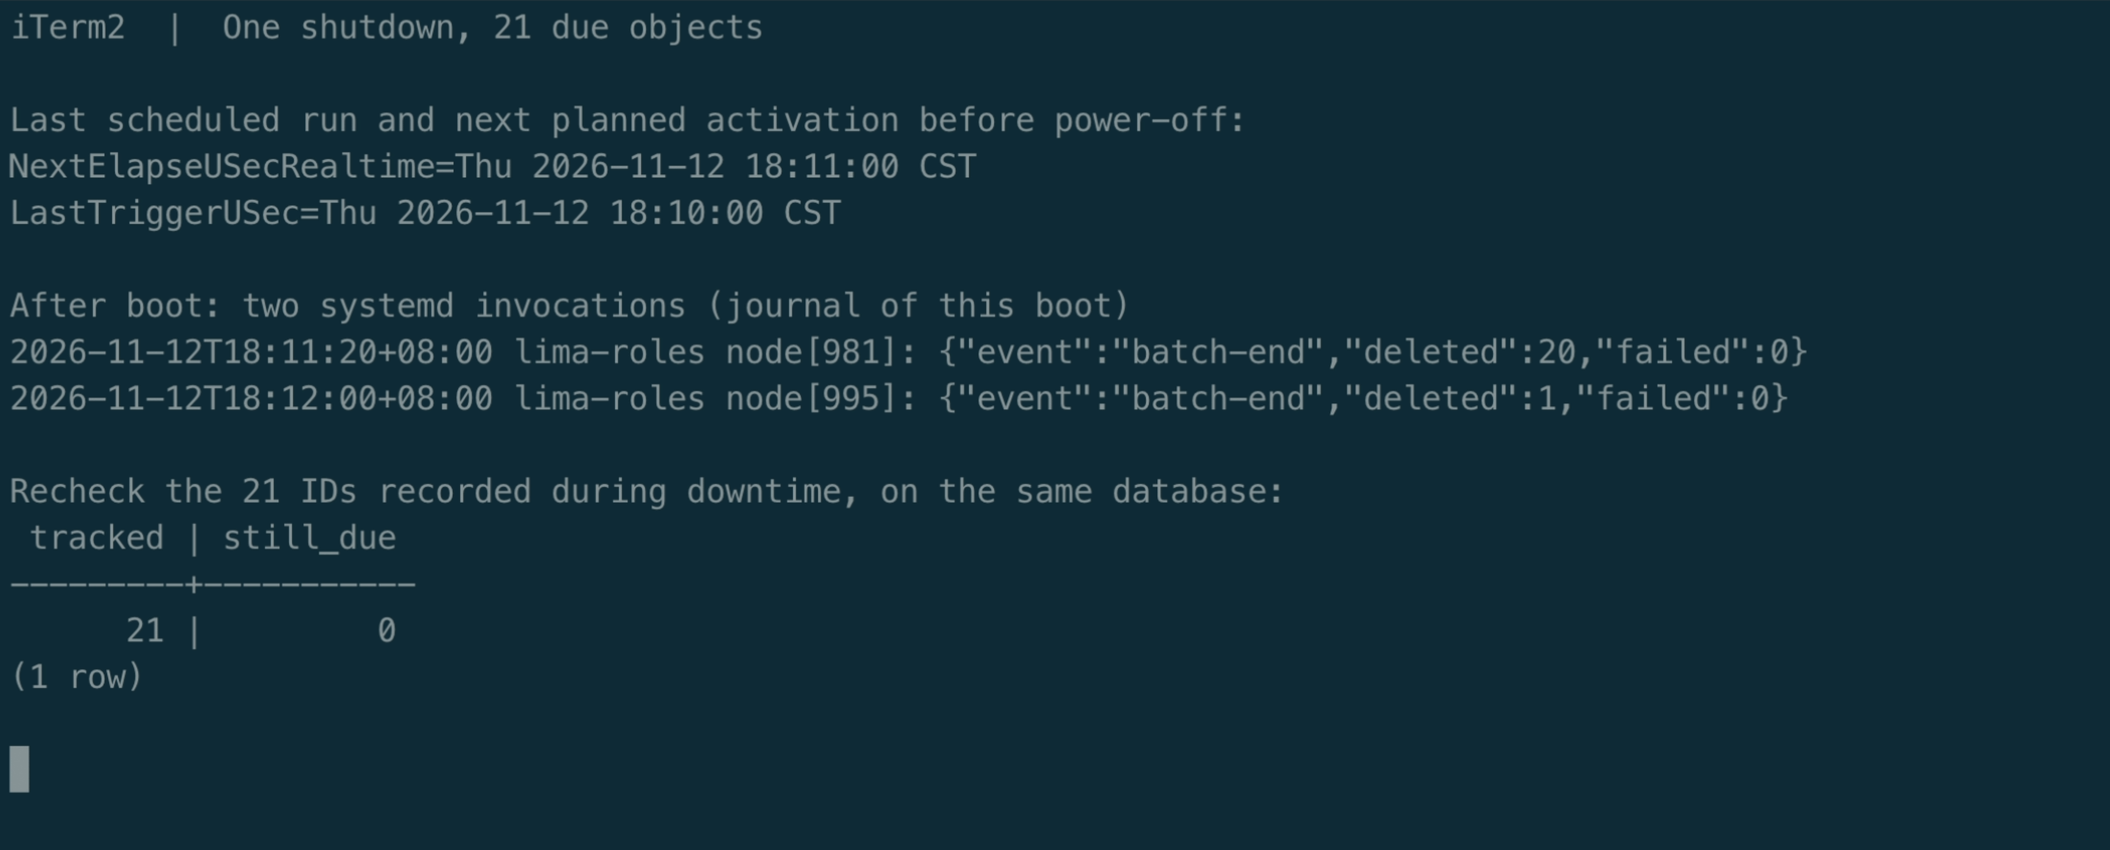 iTerm2  |  One shutdown, 21 due objects
Last scheduled run and next planned activation before power-off:
NextElapseUSecRealtime=Thu 2026-11-12 18:11:00 CST
LastTriggerUSec=Thu 2026-11-12 18:10:00 CST
After boot: two systemd invocations (journal of this boot)
2026-11-12T18:11:20+08:00 lima-roles node[981]: {"event":"batch-end","deleted":20,"failed":0}
2026-11-12T18:12:00+08:00 lima-roles node[995]: {"event":"batch-end","deleted":1,"failed":0}
Recheck the 21 IDs recorded during downtime, on the same database:
 tracked | still_due
---------+-----------
      21 |         0
(1 row)